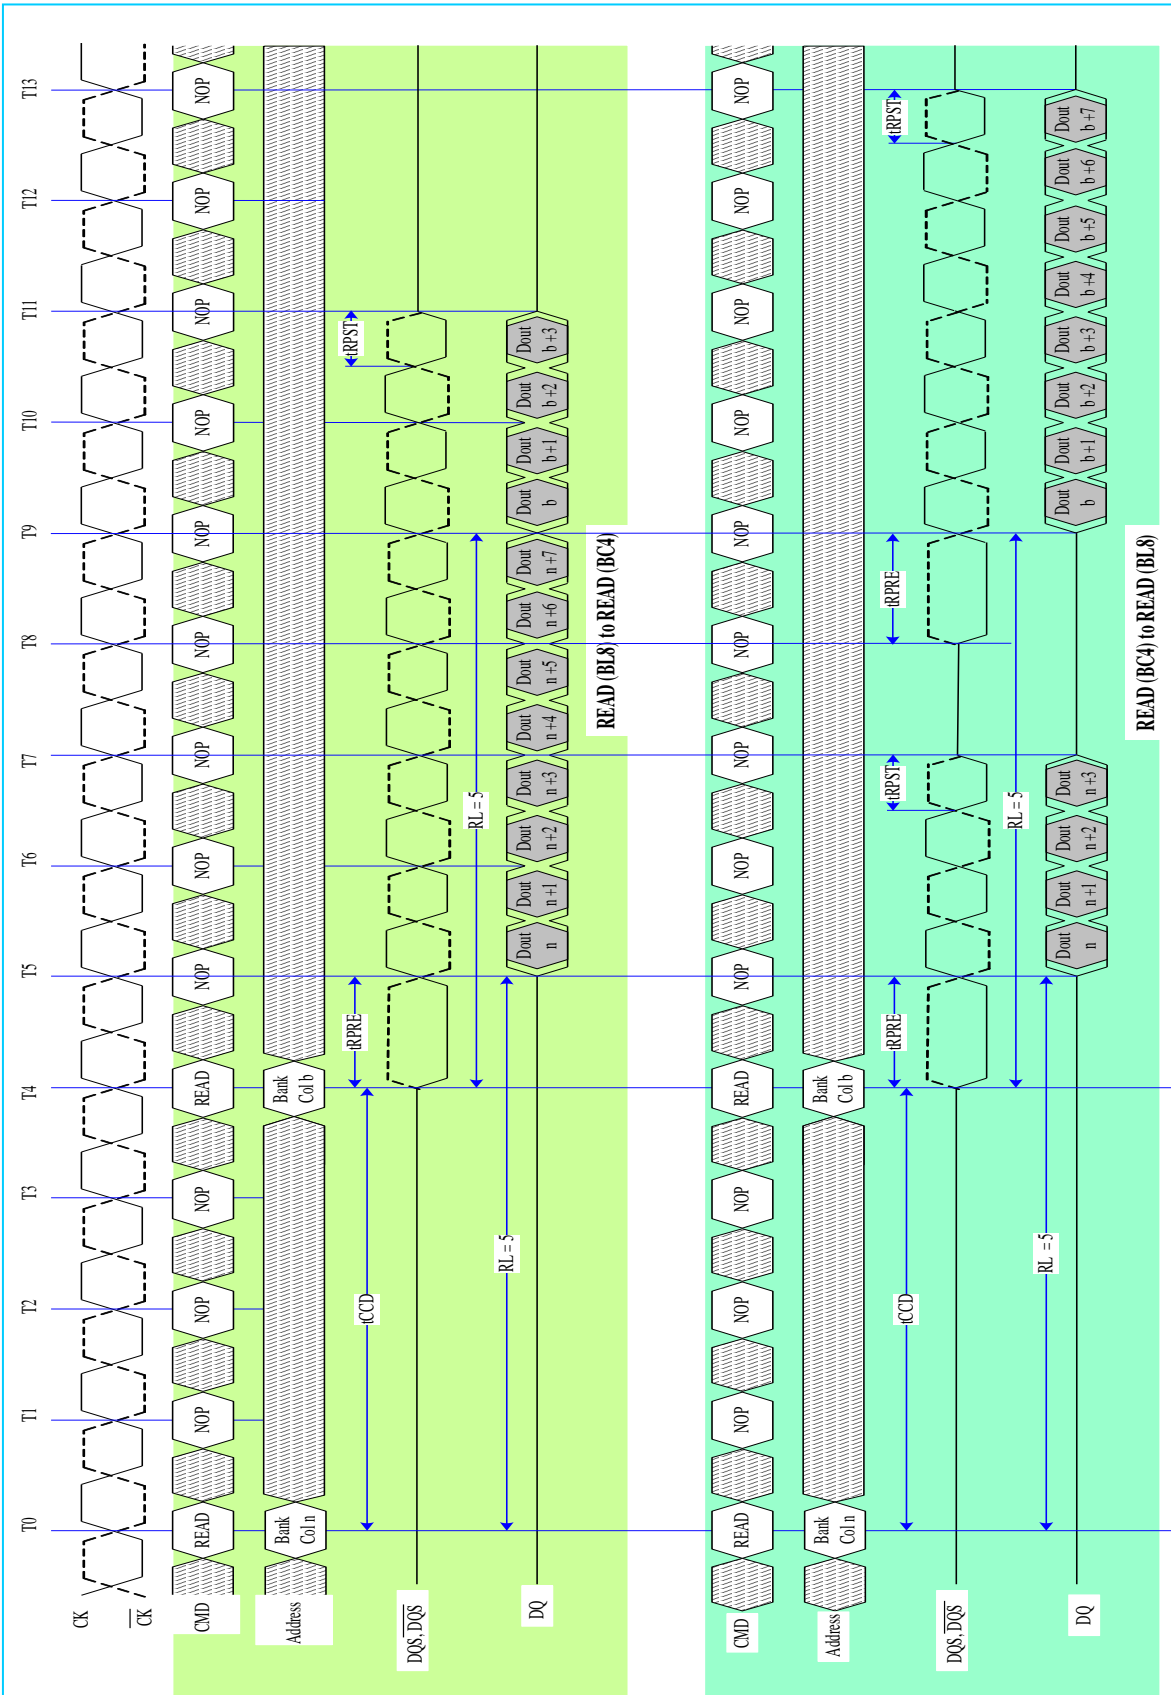 T0 T1 T2 T3 T4 T5 T6 T7 T8 T9 T10 T11 T12 T13
CK
CK
CMD READ NOP NOP NOP READ NOP NOP NOP NOP NOP NOP NOP NOP NOP
Address Bank Col n Bank Col b
tRPRE tRPST
tCCD
DQS, DQS
RL = 5
RL = 5
DQ Dout n Dout n+1 Dout n+2 Dout n+3 Dout n+4 Dout n+5 Dout n+6 Dout n+7 Dout b Dout b+1 Dout b+2 Dout b+3
READ (BL8) to READ (BC4)
CMD READ NOP NOP NOP READ NOP NOP NOP NOP NOP NOP NOP NOP NOP
Address Bank Col n Bank Col b
tRPRE tRPST tRPRE tRPST
tCCD
DQS, DQS
RL = 5
RL = 5
DQ Dout n Dout n+1 Dout n+2 Dout n+3 Dout b Dout b+1 Dout b+2 Dout b+3 Dout b+4 Dout b+5 Dout b+6 Dout b+7
READ (BC4) to READ (BL8)